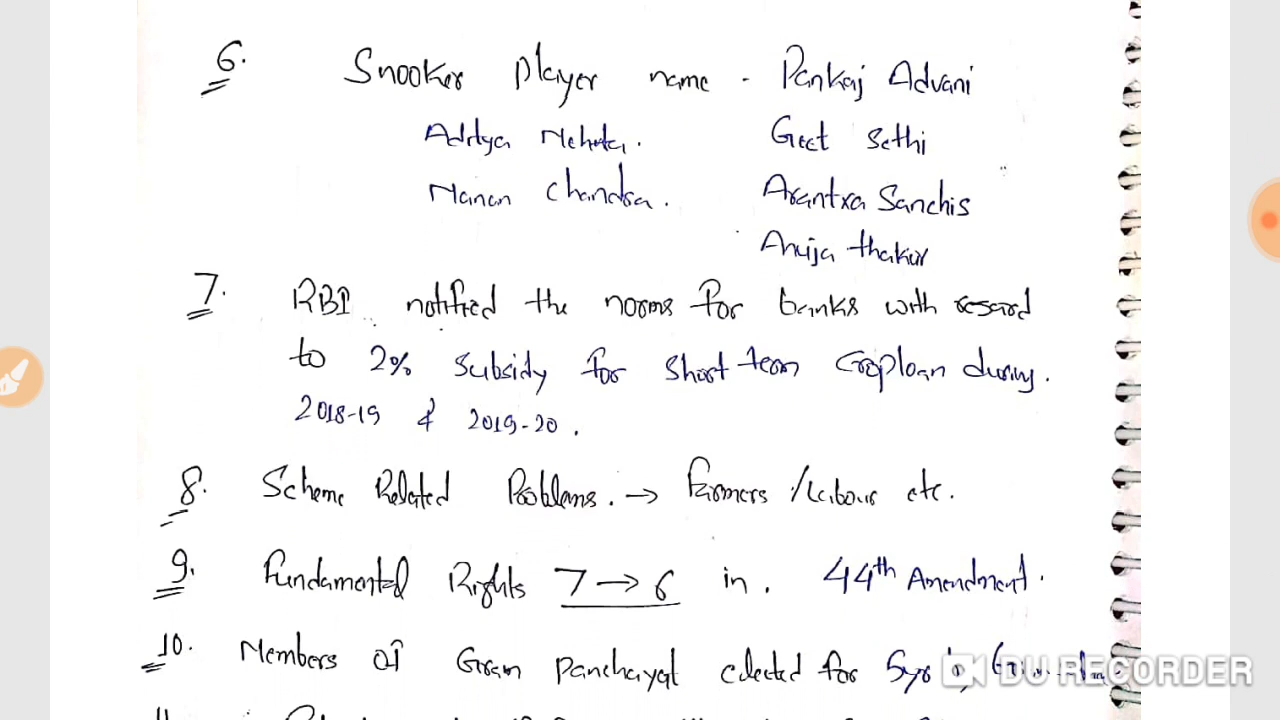 6. Snooker player name - Pankaj Advani
Aditya Mehta. Geet Sethi
Manan Chandra. Arantxa Sanchis
Anuja thakur
7. RBI notified the norms for banks with regard
to 2% Subsidy for Short term Croploan during.
2018-19 & 2019-20.
8. Scheme Related Problems. → Farmers /Labour etc.
9. Fundamental Rights 7 → 6 in. 44th Amendment.
10. Members of Gram panchayat elected for 5yrs by
DU RECORDER
11.